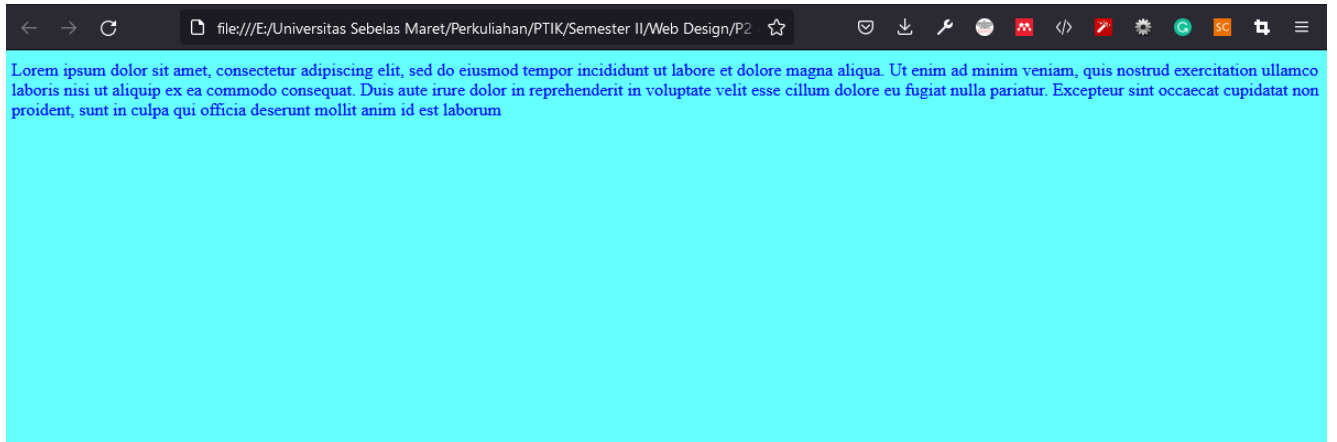 file:///E:/Universitas Sebelas Maret/Perkuliahan/PTIK/Semester II/Web Design/P2
SC
Lorem ipsum dolor sit amet, consectetur adipiscing elit, sed do eiusmod tempor incididunt ut labore et dolore magna aliqua. Ut enim ad minim veniam, quis nostrud exercitation ullamco
laboris nisi ut aliquip ex ea commodo consequat. Duis aute irure dolor in reprehenderit in voluptate velit esse cillum dolore eu fugiat nulla pariatur. Excepteur sint occaecat cupidatat non
proident, sunt in culpa qui officia deserunt mollit anim id est laborum